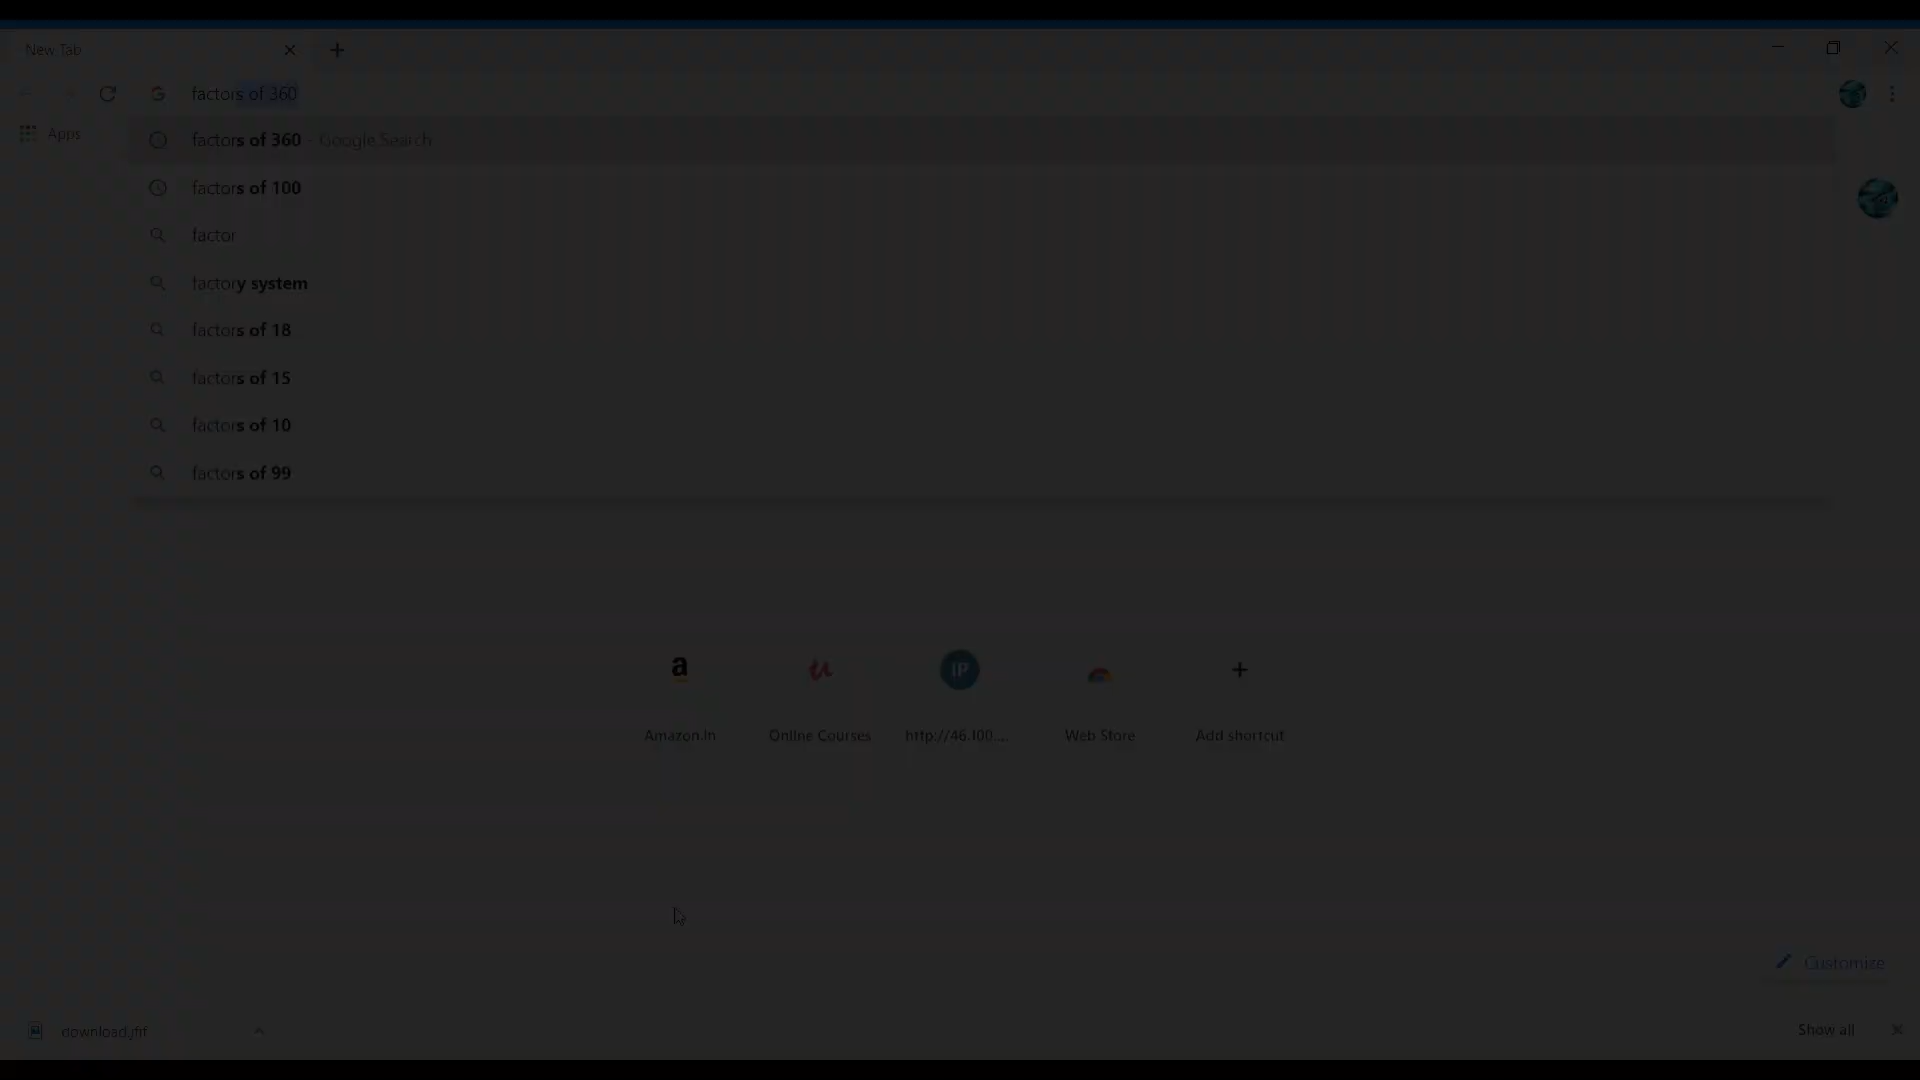 New Tab
factors of 360
Apps
factors of 360 - Google Search
factors of 100
factor
factory system
factors of 18
factors of 15
factors of 10
factors of 99
a
u
IP
Amazon.in
Online Courses
http://46.100....
Web Store
Add shortcut
Customize
download.jfif
Show all